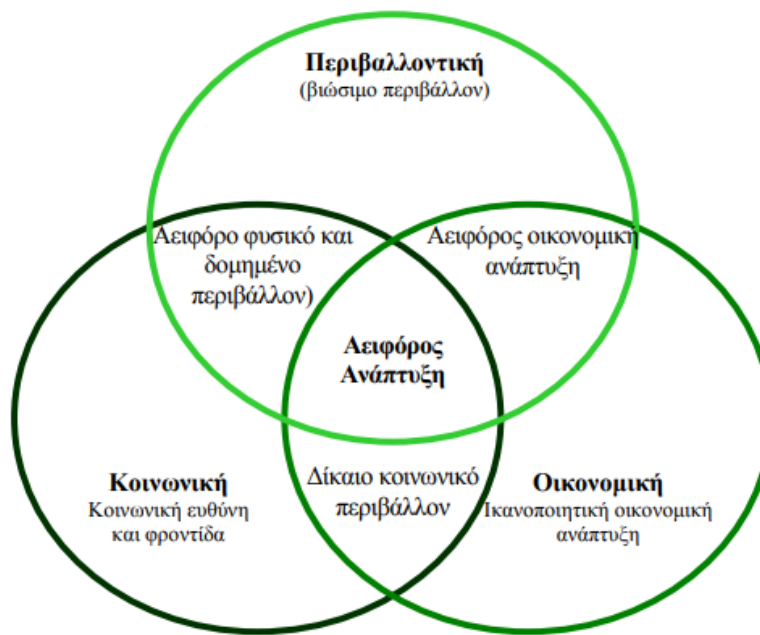 Περιβαλλοντική
(βιώσιμο περιβάλλον)
Αειφόρο φυσικό και
δομημένο
περιβάλλον)
Αειφόρος οικονομική
ανάπτυξη
Αειφόρος
Ανάπτυξη
Κοινωνική
Κοινωνική ευθύνη
και φροντίδα
Δίκαιο κοινωνικό
περιβάλλον
Οικονομική
Ικανοποιητική οικονομική
ανάπτυξη